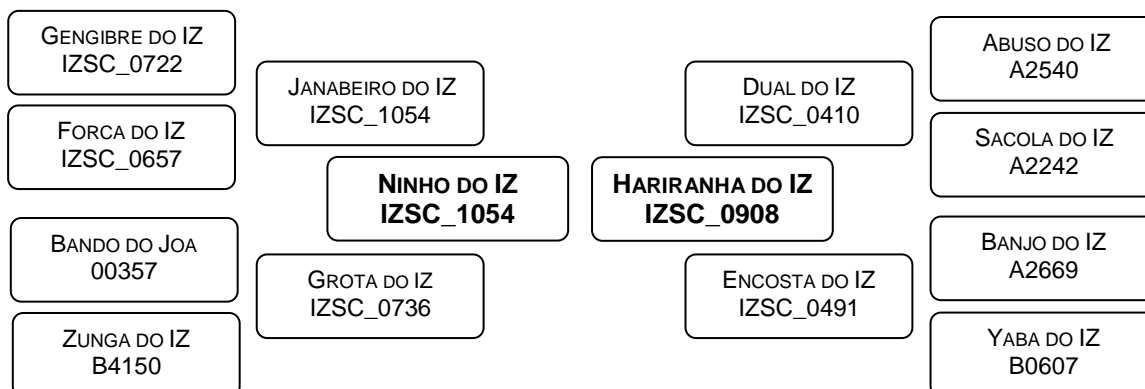 GENGIBRE DO IZ
IZSC_0722
FORCA DO IZ
IZSC_0657
BANDO DO JOA
00357
ZUNGA DO IZ
B4150
JANABEIRO DO IZ
IZSC_1054
GROTA DO IZ
IZSC_0736
NINHO DO IZ
IZSC_1054
HARIRANHA DO IZ
IZSC_0908
DUAL DO IZ
IZSC_0410
ENCOSTA DO IZ
IZSC_0491
ABUSO DO IZ
A2540
SACOLA DO IZ
A2242
BANJO DO IZ
A2669
YABA DO IZ
B0607